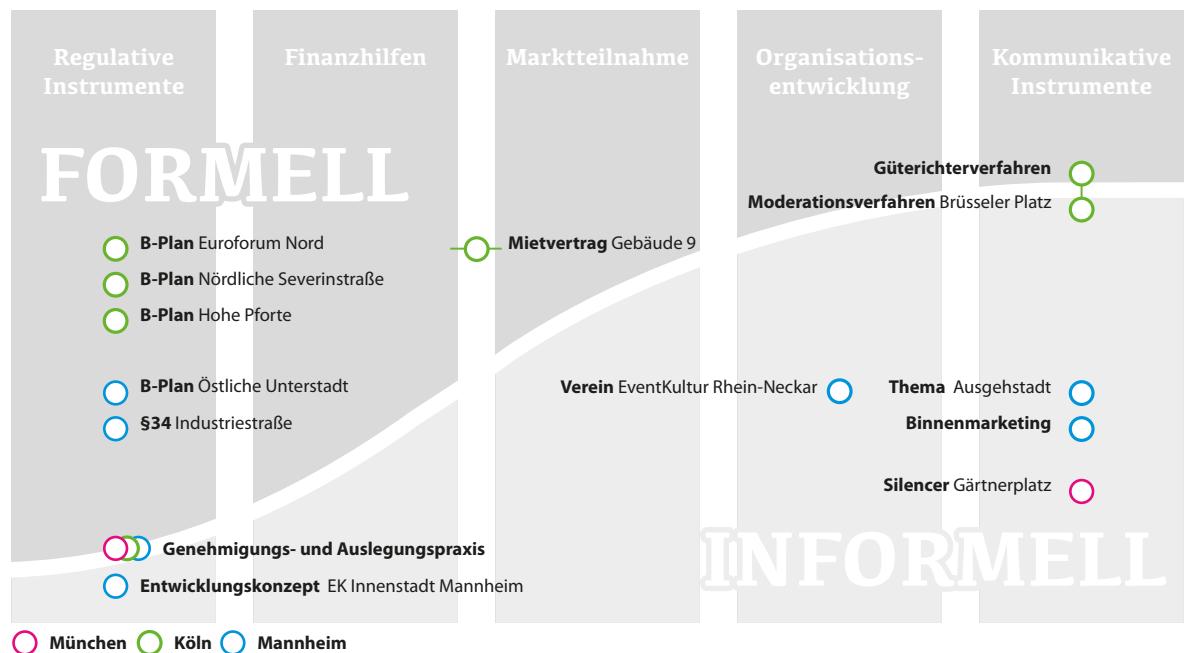 Regulative
Instrumente
Finanzhilfen
Marktteilnahme
Organisations-
entwicklung
Kommunikative
Instrumente
FORMELL
Güterichterverfahren
Moderationsverfahren Brüsseler Platz
B-Plan Euroforum Nord
Mietvertrag Gebäude 9
B-Plan Nördliche Severinstraße
B-Plan Hohe Pforte
B-Plan Östliche Unterstadt
Verein EventKultur Rhein-Neckar
Thema Ausgehstadt
§34 Industriestraße
Binnenmarketing
Silencer Gärtnerplatz
Genehmigungs- und Auslegungspraxis
INFORMELL
Entwicklungskonzept EK Innenstadt Mannheim
München Köln Mannheim